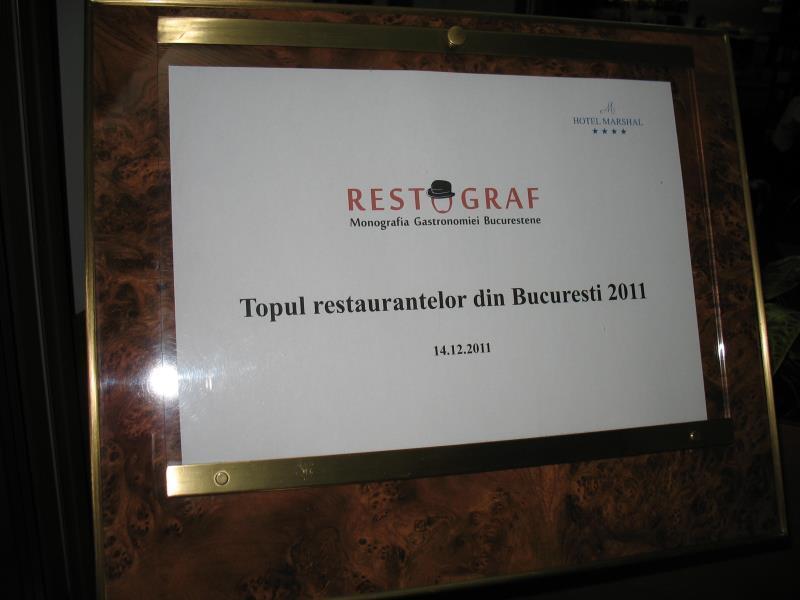 M
HOTEL MARSHAL
RESTOGRAF
Monografia Gastronomiei Bucurestene
Topul restaurantelor din Bucuresti 2011
14.12.2011